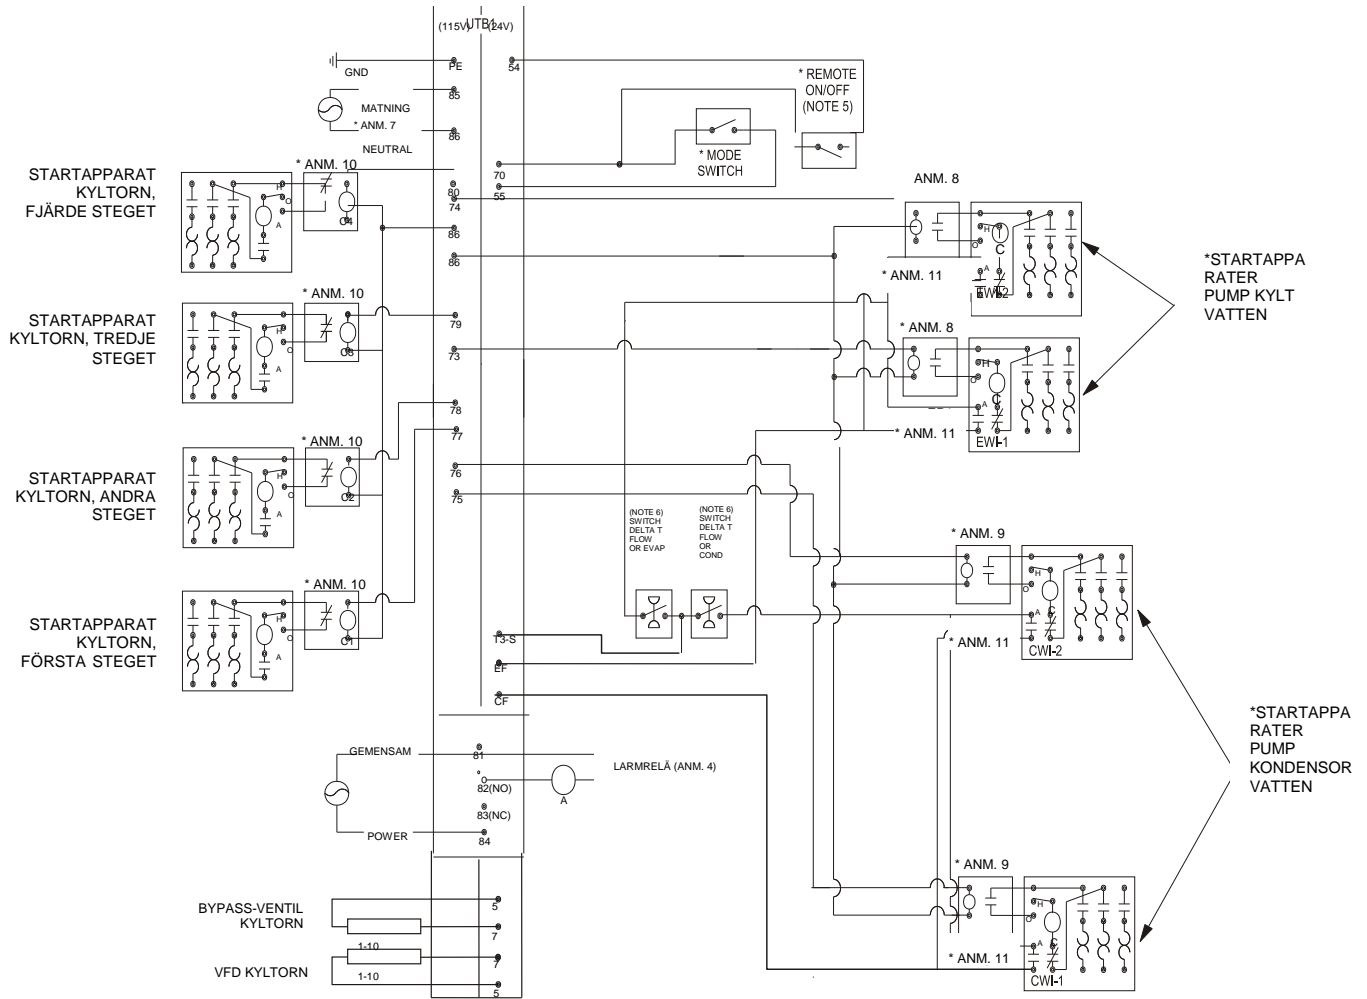 UTB1
(115V) (24V)
PE
54
GND
85
MATNING
* ANM. 7
86
NEUTRAL
* REMOTE
ON/OFF
(NOTE 5)
* MODE
SWITCH
70
55
80
74
86
86
79
73
78
77
76
75
STARTAPPARAT
KYLTORN,
FJÄRDE STEGET
* ANM. 10
H
O
A
C4
STARTAPPARAT
KYLTORN, TREDJE
STEGET
* ANM. 10
H
O
A
C3
STARTAPPARAT
KYLTORN, ANDRA
STEGET
* ANM. 10
H
O
A
C2
STARTAPPARAT
KYLTORN,
FÖRSTA STEGET
* ANM. 10
H
O
A
C1
ANM. 8
H
O
C
A
* ANM. 11
EWI-2
*STARTAPPA
RATER
PUMP KYLT
VATTEN
* ANM. 8
H
O
C
A
* ANM. 11
EWI-1
(NOTE 6)
SWITCH
DELTA T
FLOW
OR EVAP
(NOTE 6)
SWITCH
DELTA T
FLOW
OR
COND
* ANM. 9
H
O
A
C
* ANM. 11
CWI-2
T3-S
EF
CF
*STARTAPPA
RATER
PUMP
KONDENSOR
VATTEN
GEMENSAM
81
LARMRELÄ (ANM. 4)
82(NO)
A
83(NC)
POWER
84
* ANM. 9
H
O
A
C
* ANM. 11
CWI-1
BYPASS-VENTIL
KYLTORN
5
7
1-10
VFD KYLTORN
7
1-10
5